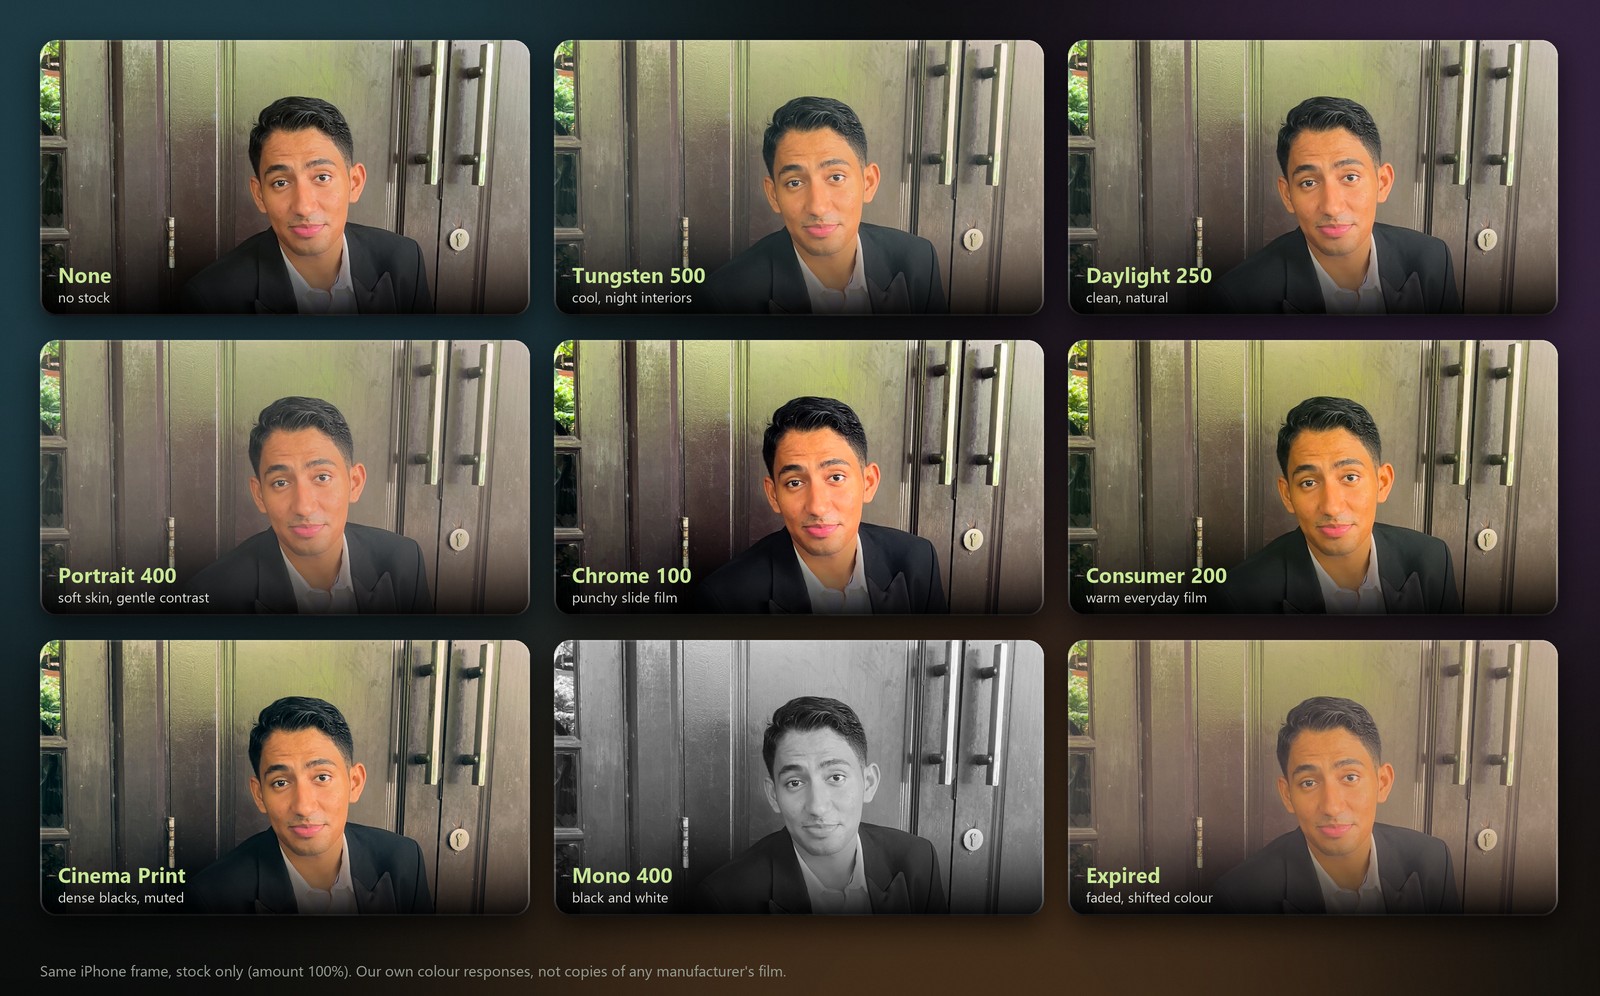 None
no stock
Tungsten 500
cool, night interiors
Daylight 250
clean, natural
Portrait 400
soft skin, gentle contrast
Chrome 100
punchy slide film
Consumer 200
warm everyday film
Cinema Print
dense blacks, muted
Mono 400
black and white
Expired
faded, shifted colour
Same iPhone frame, stock only (amount 100%). Our own colour responses, not copies of any manufacturer's film.